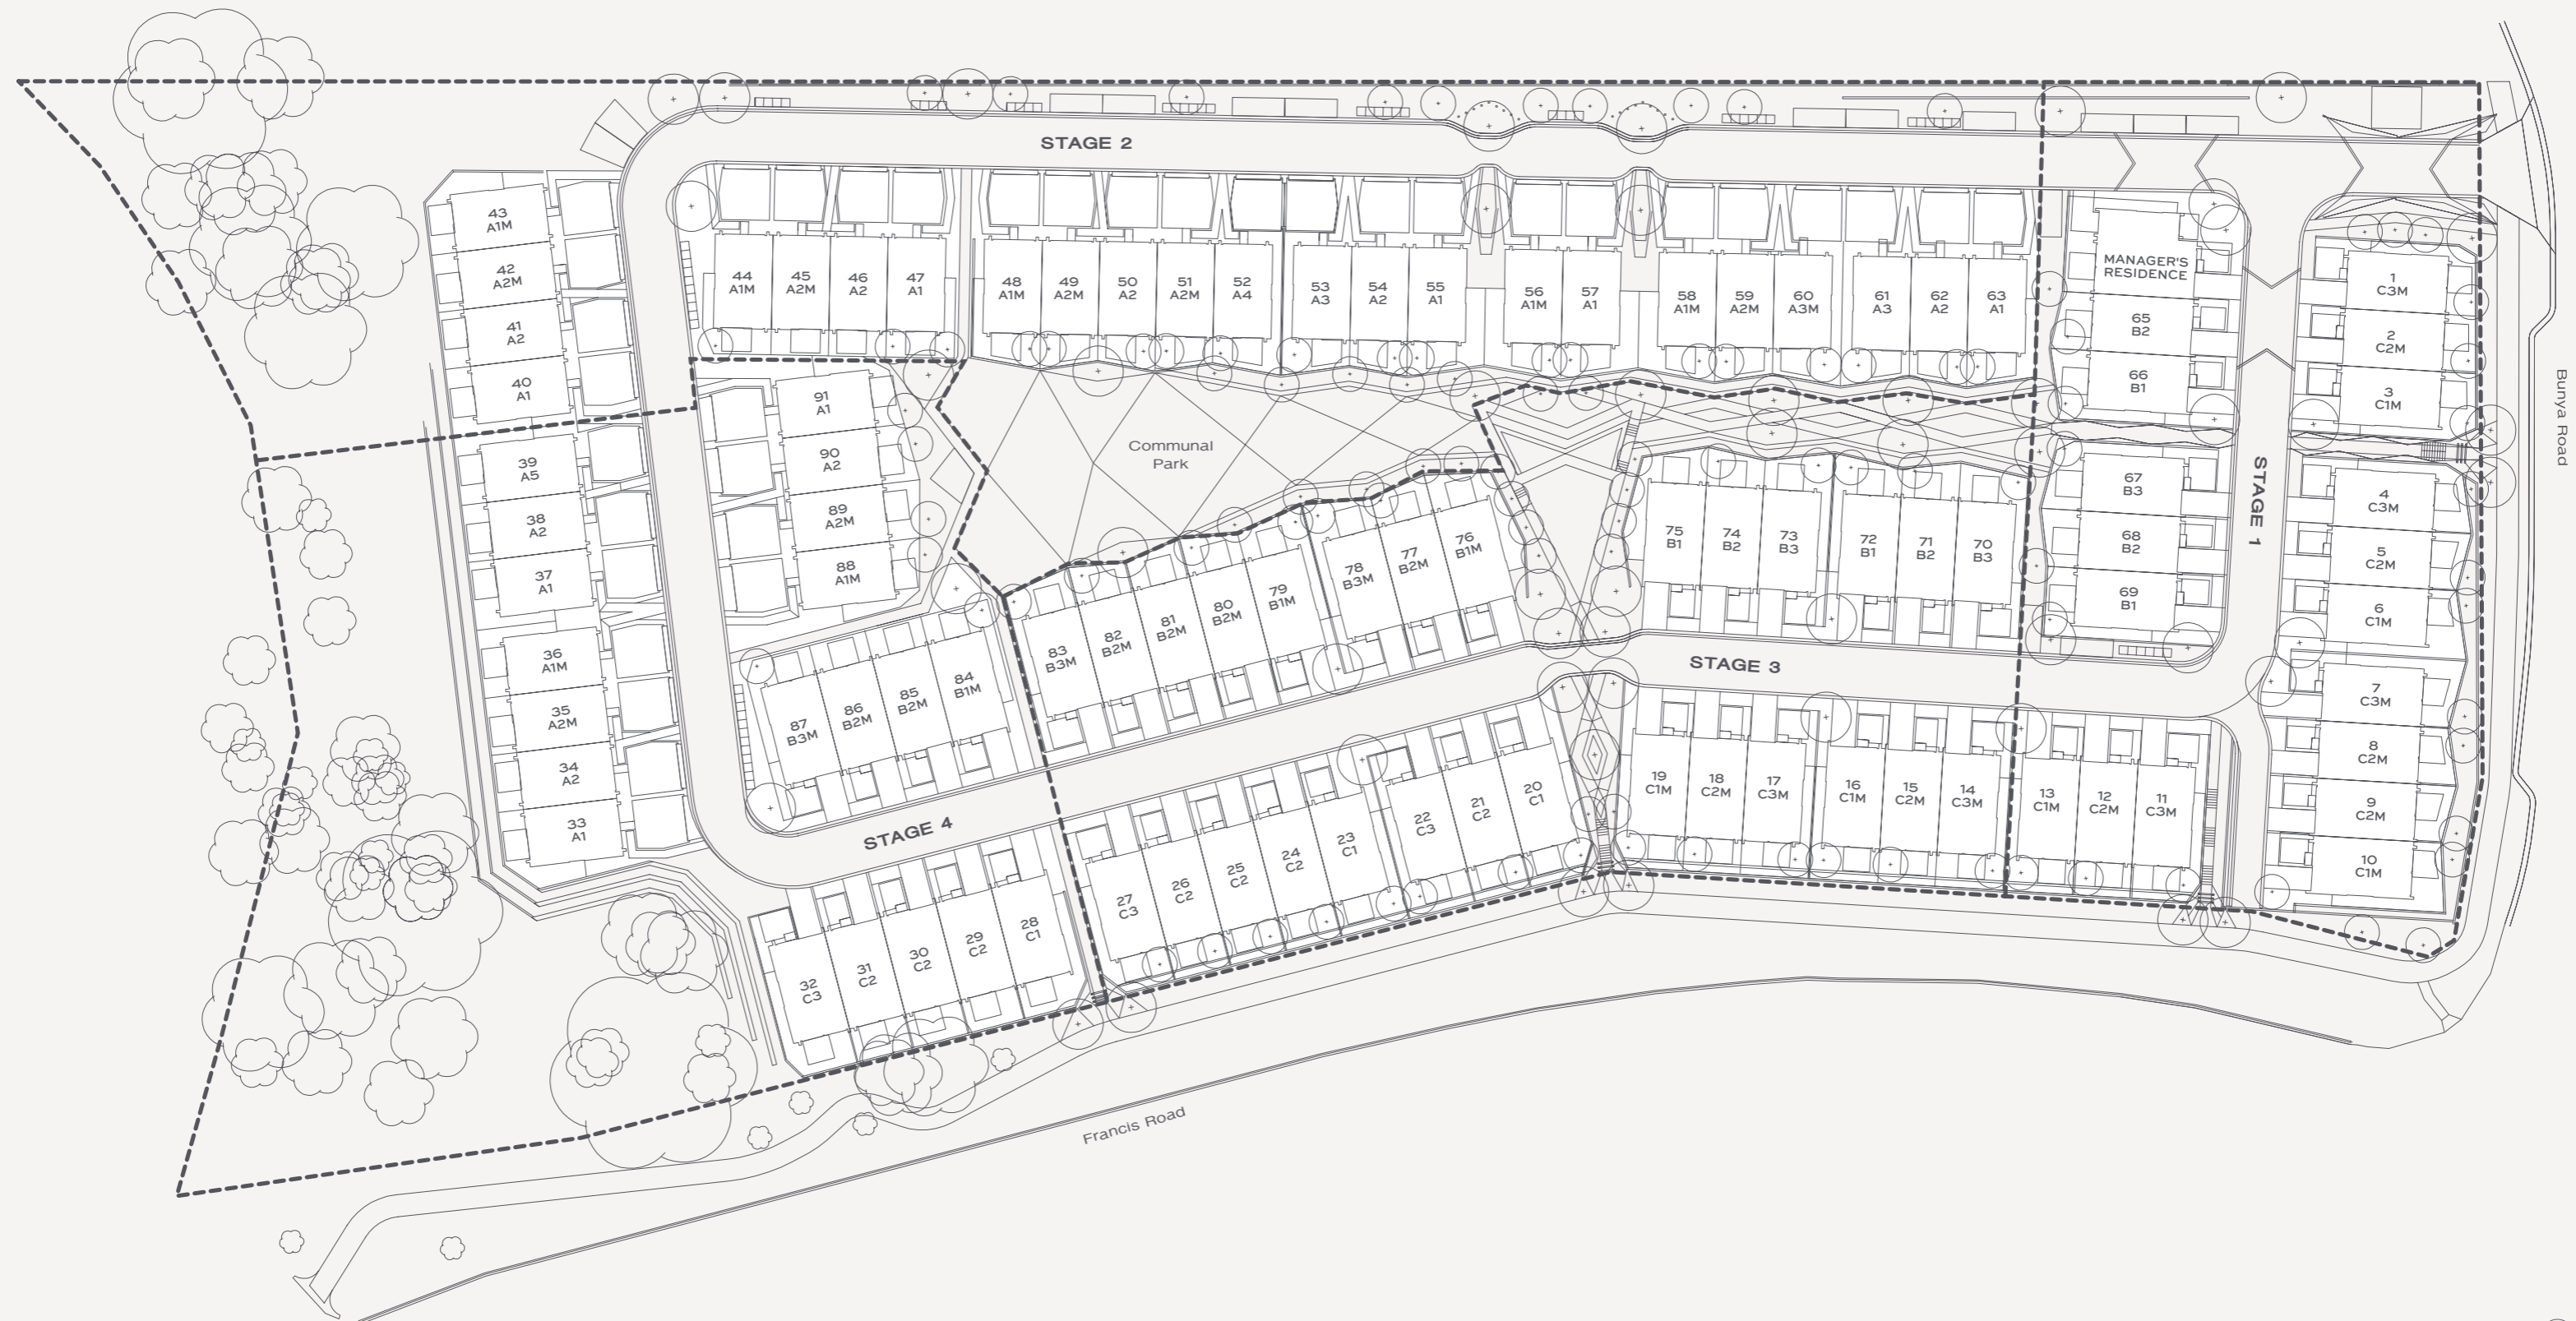 STAGE 2
43
A1M
42
A2M
41
A2
40
A1
39
A5
38
A2
37
A1
36
A1M
35
A2M
34
A2
33
A1
44
A1M
45
A2M
46
A2
47
A1
48
A1M
49
A2M
50
A2
51
A2M
52
A4
53
A3
54
A2
55
A1
56
A1M
57
A1
58
A1M
59
A2M
60
A3M
61
A3
62
A2
63
A1
MANAGER'S
RESIDENCE
65
B2
66
B1
67
B3
68
B2
69
B1
STAGE 1
1
C3M
2
C2M
3
C1M
4
C3M
5
C2M
6
C1M
7
C3M
8
C2M
9
C2M
10
C1M
Bunya Road
91
A1
90
A2
89
A2M
88
A1M
Communal
Park
87
B3M
86
B2M
85
B2M
84
B1M
83
B3M
82
B2M
81
B2M
80
B2M
79
B1M
78
B3M
77
B2M
76
B1M
75
B1
74
B2
73
B3
72
B1
71
B2
70
B3
STAGE 3
STAGE 4
32
C3
31
C2
30
C2
29
C2
28
C1
27
C3
26
C2
25
C2
24
C2
23
C1
22
C3
21
C2
20
C1
19
C1M
18
C2M
17
C3M
16
C1M
15
C2M
14
C3M
13
C1M
12
C2M
11
C3M
Francis Road